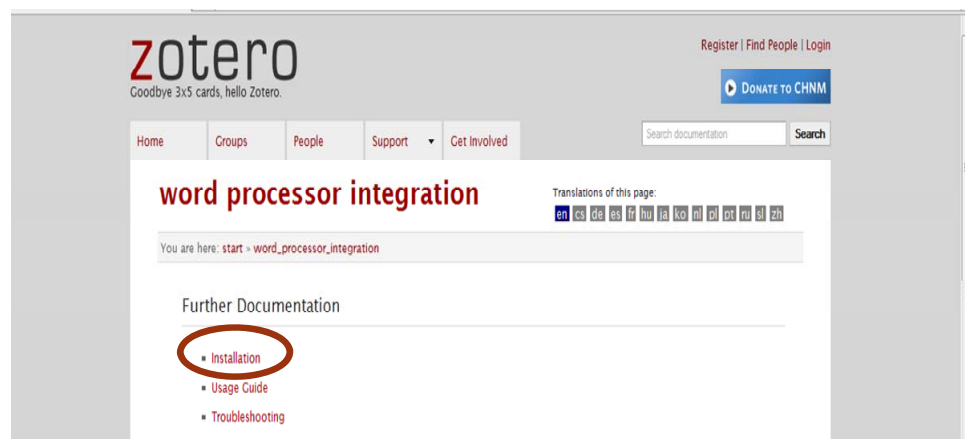 zotero
Goodbye 3x5 cards, hello Zotero.
Register | Find People | Login
DONATE TO CHNM
Home Groups People Support Get Involved
Search documentation Search
word processor integration
Translations of this page:
en cs de es fr hu ja ko nl pl pt ru sl zh
You are here: start » word_processor_integration
Further Documentation
Installation
Usage Guide
Troubleshooting